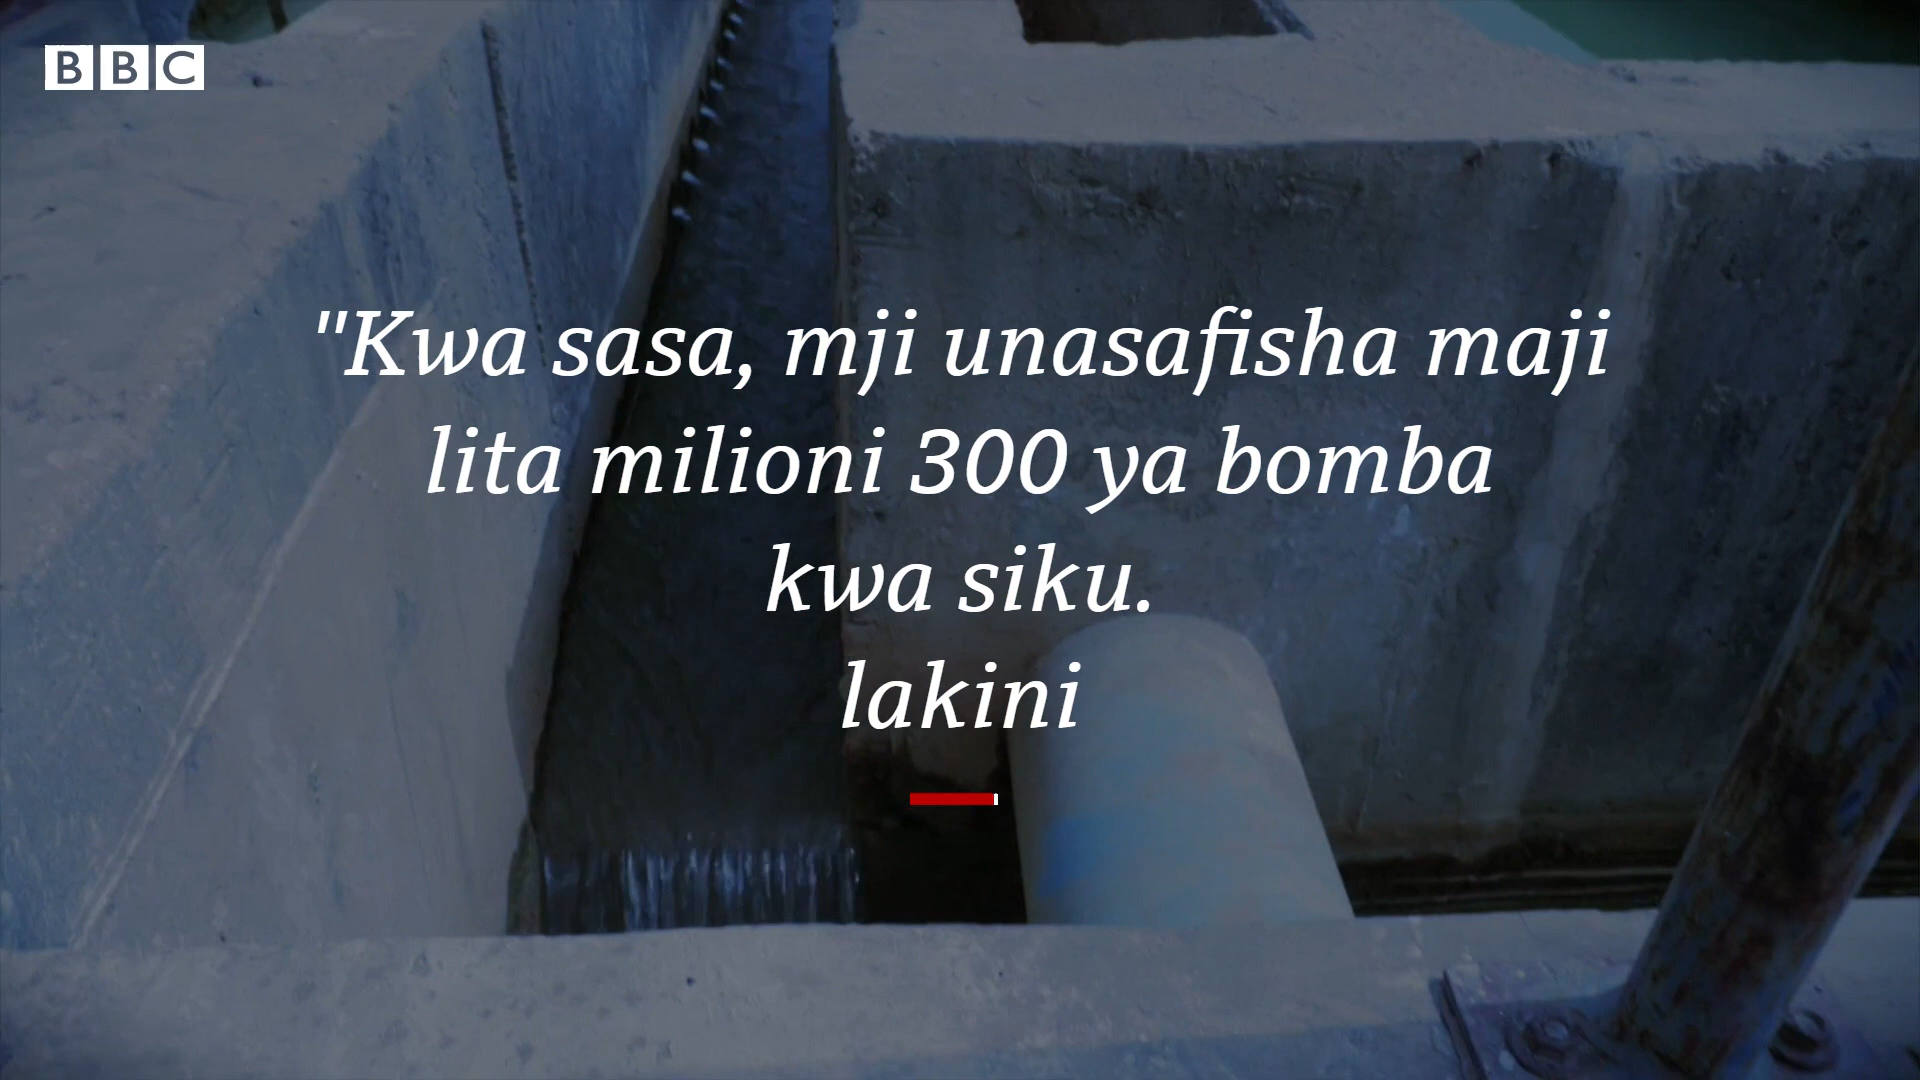 BBC
"Kwa sasa, mji unasafisha maji
lita milioni 300 ya bomba
kwa siku.
lakini